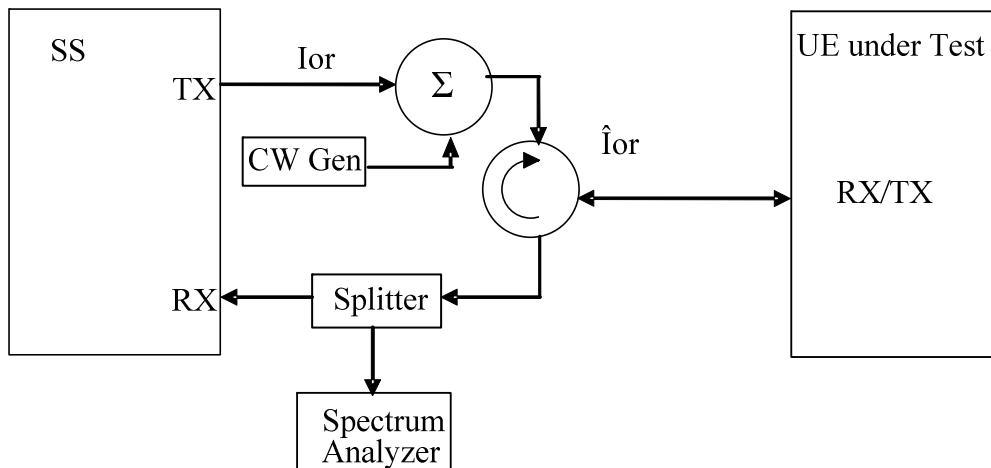 SS
UE under Test
Ior
TX
Σ
Îor
CW Gen
RX/TX
RX
Splitter
Spectrum
Analyzer